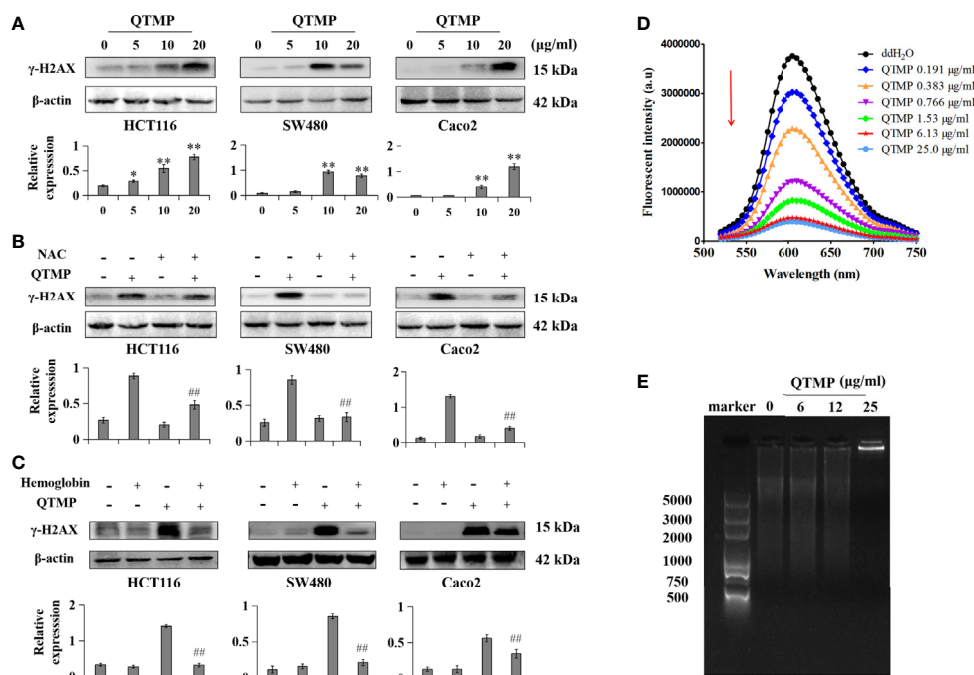 A
QTMP QTMP QTMP
0 5 10 20 0 5 10 20 0 5 10 20 (μg/ml)
γ-H2AX 15 kDa
β-actin 42 kDa
HCT116 SW480 Caco2
Relative expresssion
1 0.5 0
* ** **
0 5 10 20
2 1 0
** **
0 5 10 20
2 1 0
** **
0 5 10 20
B
NAC - - + + - - + + - - + +
QTMP - + - + - + - + - + - +
γ-H2AX 15 kDa
β-actin 42 kDa
HCT116 SW480 Caco2
Relative expresssion
1 0.5 0
##
1 0.5 0
##
2 1 0
##
C
Hemoglobin - + - + - + - + - + - +
QTMP - - + + - - + + - - + +
γ-H2AX 15 kDa
β-actin 42 kDa
HCT116 SW480 Caco2
Relative expresssion
2 1 0
##
1 0.5 0
##
1 0.5 0
##
D
Fluorescent intensity (a.u)
4000000
3000000
2000000
1000000
0
500 550 600 650 700 750
Wavelength (nm)
ddH₂O
QTMP 0.191 μg/ml
QTMP 0.383 μg/ml
QTMP 0.766 μg/ml
QTMP 1.53 μg/ml
QTMP 6.13 μg/ml
QTMP 25.0 μg/ml
E
QTMP (μg/ml)
marker 0 6 12 25
5000
3000
2000
1000
750
500